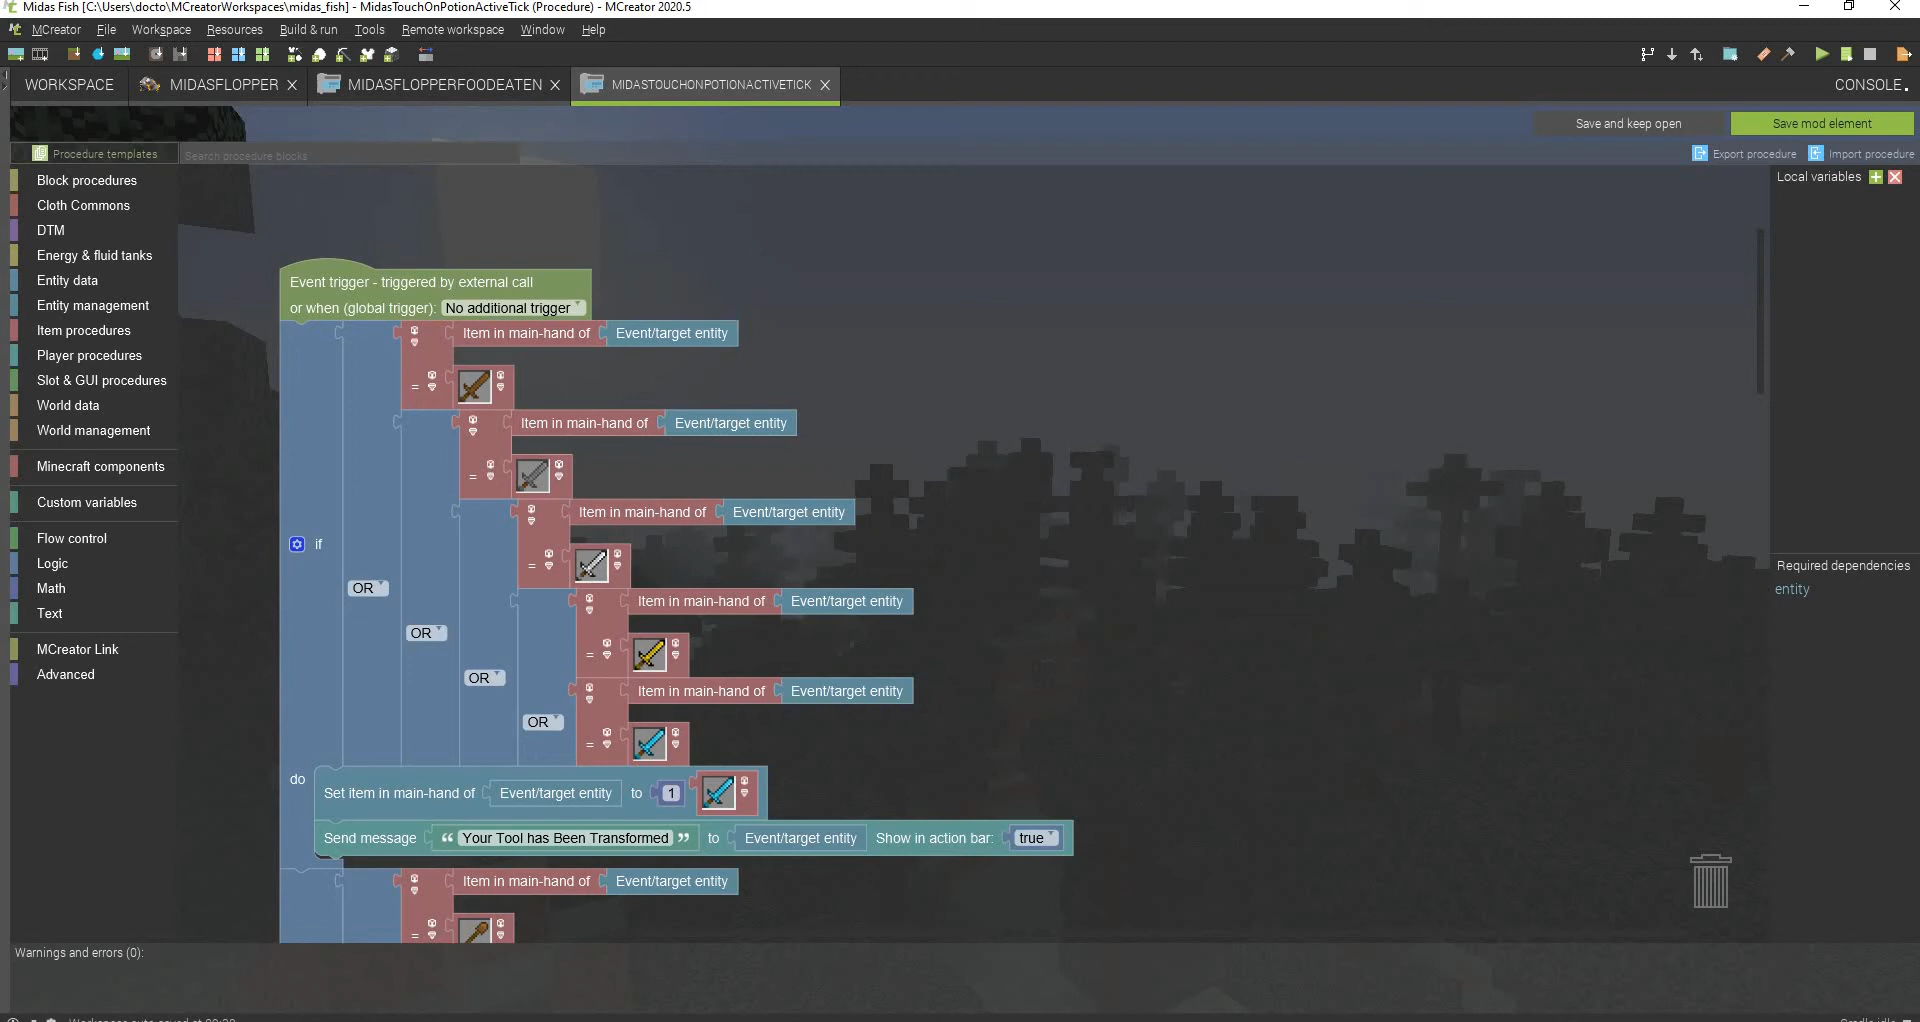 Midas Fish [C:\Users\docto\MCreatorWorkspaces\midas_fish] - MidasTouchOnPotionActiveTick (Procedure) - MCreator 2020.5
MCreator File Workspace Resources Build & run Tools Remote workspace Window Help
WORKSPACE MIDASFLOPPER MIDASFLOPPERFOODEATEN MIDASTOUCHONPOTIONACTIVETICK CONSOLE
Save and keep open Save mod element
Procedure templates Search procedure blocks Export procedure Import procedure
Local variables
Block procedures
Cloth Commons
DTM
Energy & fluid tanks
Entity data
Entity management
Item procedures
Player procedures
Slot & GUI procedures
World data
World management
Minecraft components
Custom variables
Flow control
Logic
Math
Text
MCreator Link
Advanced
Event trigger - triggered by external call
or when (global trigger): No additional trigger
Item in main-hand of Event/target entity
=
Item in main-hand of Event/target entity
=
Item in main-hand of Event/target entity
if =
OR Item in main-hand of Event/target entity
OR =
OR Item in main-hand of Event/target entity
OR =
do Set item in main-hand of Event/target entity to 1
Send message “ Your Tool has Been Transformed ” to Event/target entity Show in action bar: true
Item in main-hand of Event/target entity
=
Required dependencies
entity
Warnings and errors (0):